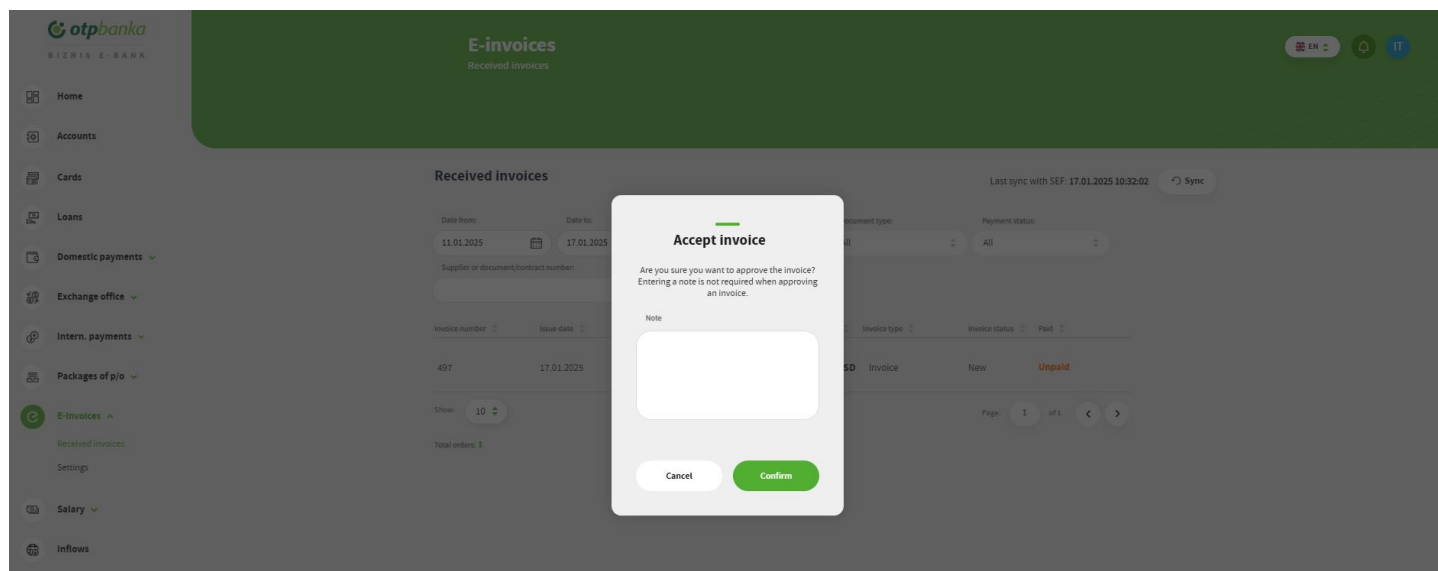 otpbanka
BIZNIS E-BANK
Home
Accounts
Cards
Loans
Domestic payments
Exchange office
Intern. payments
Packages of p/o
E-Invoices
Received invoices
Settings
Salary
Inflows
E-invoices
Received invoices
EN
IT
Received invoices
Last sync with SEF: 17.01.2025 10:32:02
Sync
Date from:
Date to:
ocument type:
Payment status:
11.01.2025
17.01.2025
All
Supplier or document/contract number:
Invoice number
Issue date
Invoice type
Invoice status
Paid
497
17.01.2025
SD
Invoice
New
Unpaid
Show:
10
Page:
1
of 1
Total orders: 1
Accept invoice
Are you sure you want to approve the invoice?
Entering a note is not required when approving
an invoice.
Note
Cancel
Confirm